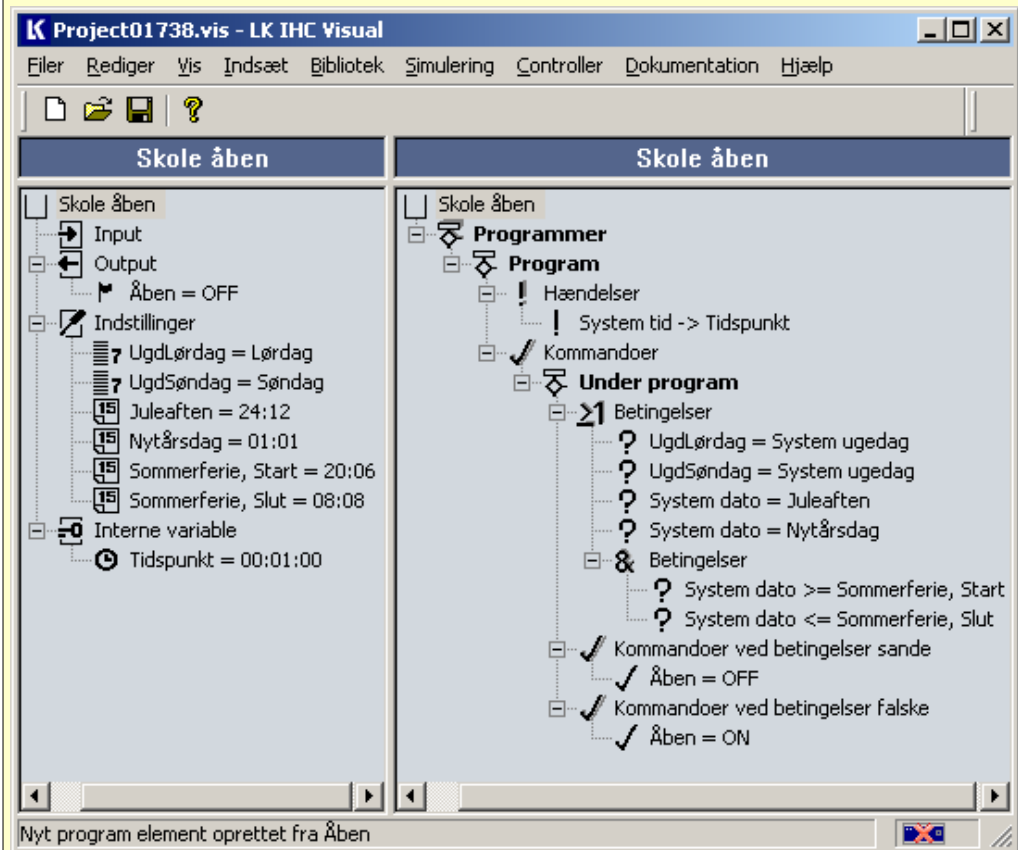 Project01738.vis - LK IHC Visual
Filer Rediger Vis Indsæt Bibliotek Simulering Controller Dokumentation Hjælp
Skole åben
Skole åben
Input
Output
Åben = OFF
Indstillinger
UgdLørdag = Lørdag
UgdSøndag = Søndag
Juleaften = 24:12
Nytårsdag = 01:01
Sommerferie, Start = 20:06
Sommerferie, Slut = 08:08
Interne variable
Tidspunkt = 00:01:00
Skole åben
Skole åben
Programmer
Program
Hændelser
System tid -> Tidspunkt
Kommandoer
Under program
Betingelser
UgdLørdag = System ugedag
UgdSøndag = System ugedag
System dato = Juleaften
System dato = Nytårsdag
& Betingelser
System dato >= Sommerferie, Start
System dato <= Sommerferie, Slut
Kommandoer ved betingelser sande
Åben = OFF
Kommandoer ved betingelser falske
Åben = ON
Nyt program element oprettet fra Åben